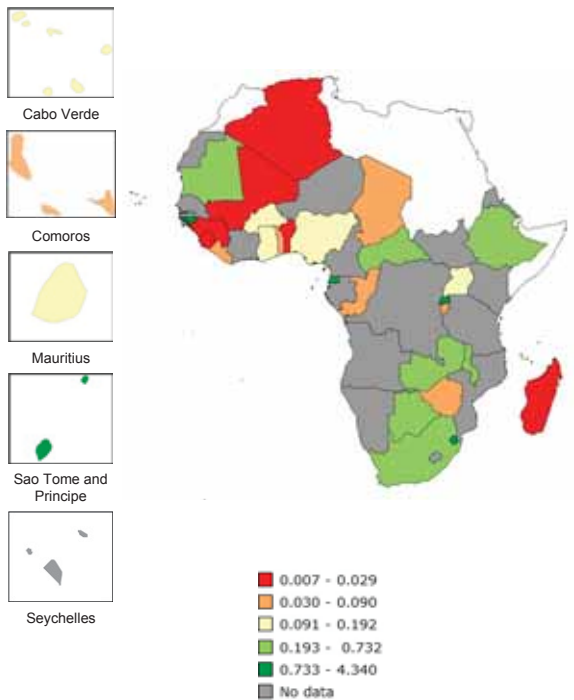 Cabo Verde
Comoros
Mauritius
Sao Tome and
Principe
Seychelles
0.007 - 0.029
0.030 - 0.090
0.091 - 0.192
0.193 - 0.732
0.733 - 4.340
No data